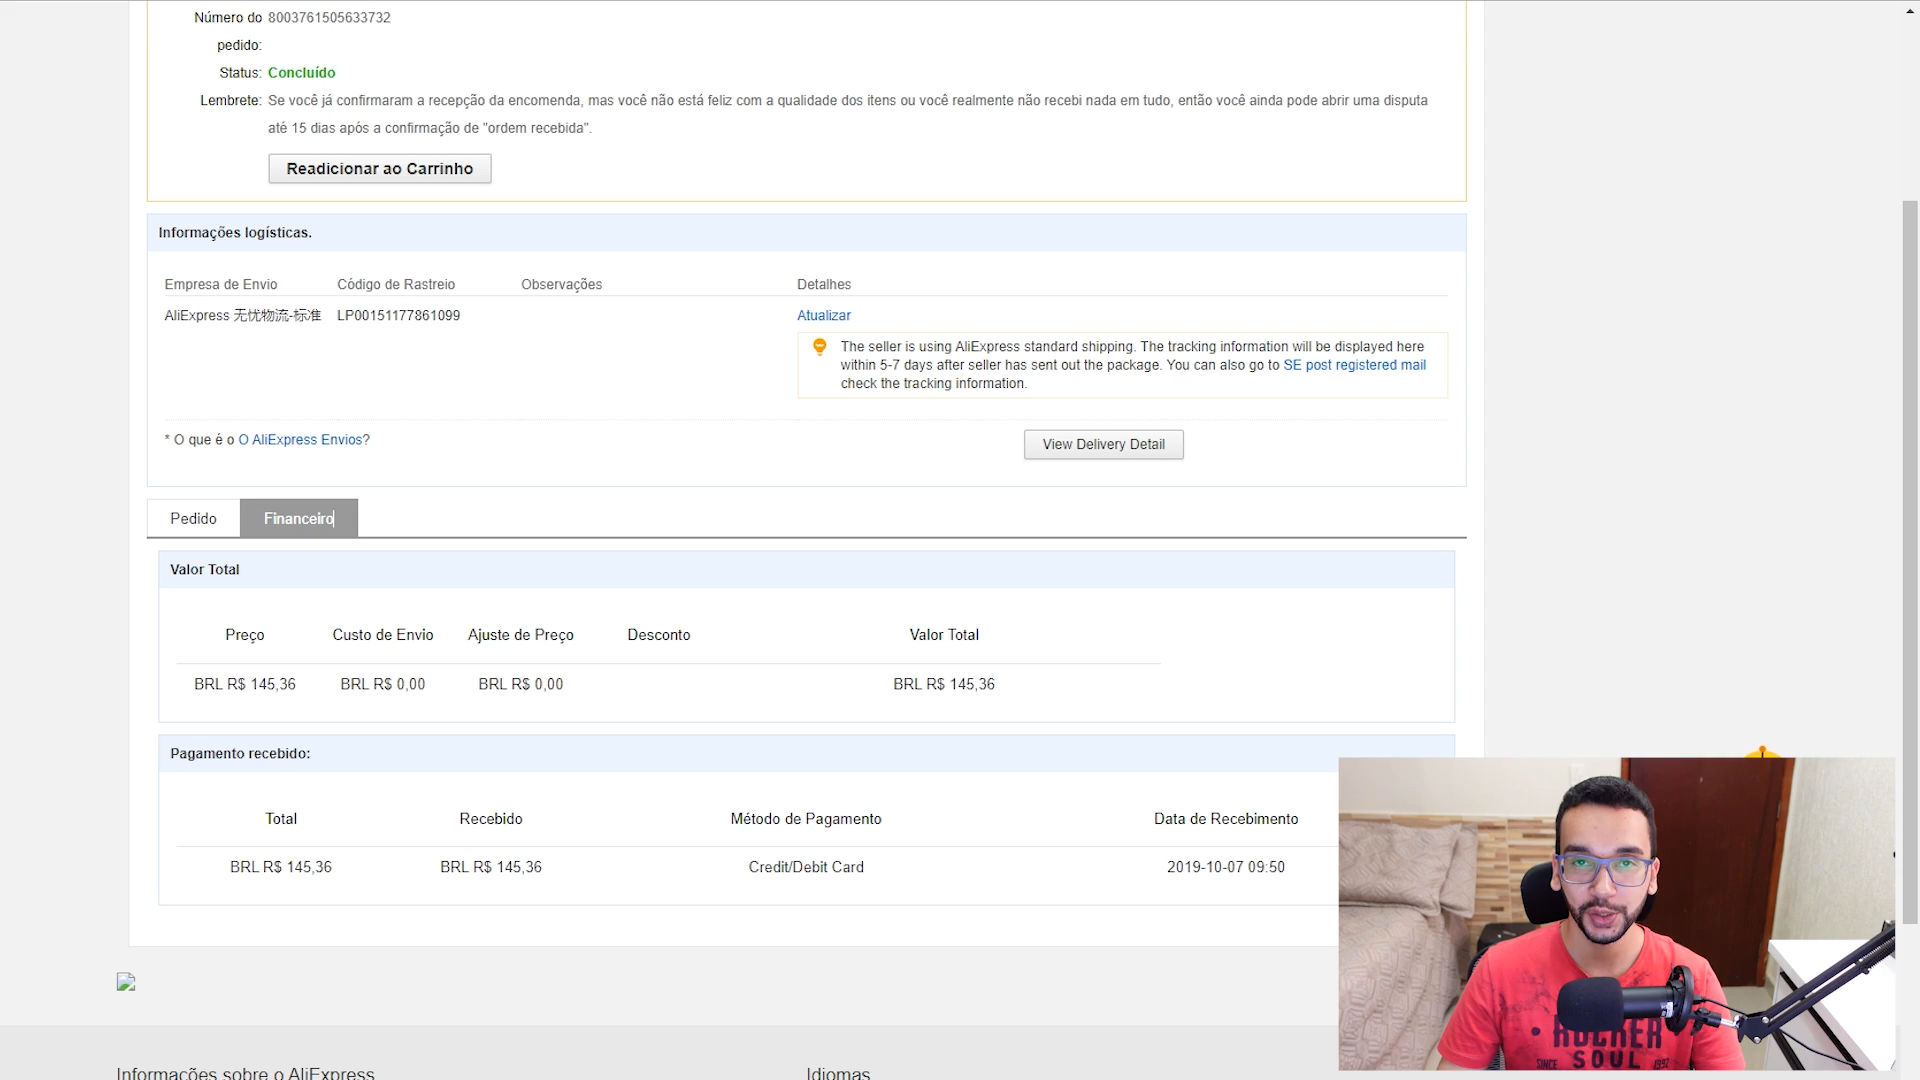 Número do 8003761505633732
pedido:
Status: Concluído
Lembrete: Se você já confirmaram a recepção da encomenda, mas você não está feliz com a qualidade dos itens ou você realmente não recebi nada em tudo, então você ainda pode abrir uma disputa
até 15 dias após a confirmação de "ordem recebida".
Readicionar ao Carrinho
Informações logísticas.
Empresa de Envio Código de Rastreio Observações Detalhes
AliExpress 无忧物流-标准 LP00151177861099 Atualizar
The seller is using AliExpress standard shipping. The tracking information will be displayed here
within 5-7 days after seller has sent out the package. You can also go to SE post registered mail
check the tracking information.
* O que é o O AliExpress Envios?
View Delivery Detail
Pedido Financeiro
Valor Total
Preço Custo de Envio Ajuste de Preço Desconto Valor Total
BRL R$ 145,36 BRL R$ 0,00 BRL R$ 0,00 BRL R$ 145,36
Pagamento recebido:
Total Recebido Método de Pagamento Data de Recebimento
BRL R$ 145,36 BRL R$ 145,36 Credit/Debit Card 2019-10-07 09:50
ROCKER
SINCE SOUL 1992
Informações sobre o AliExpress Idiomas